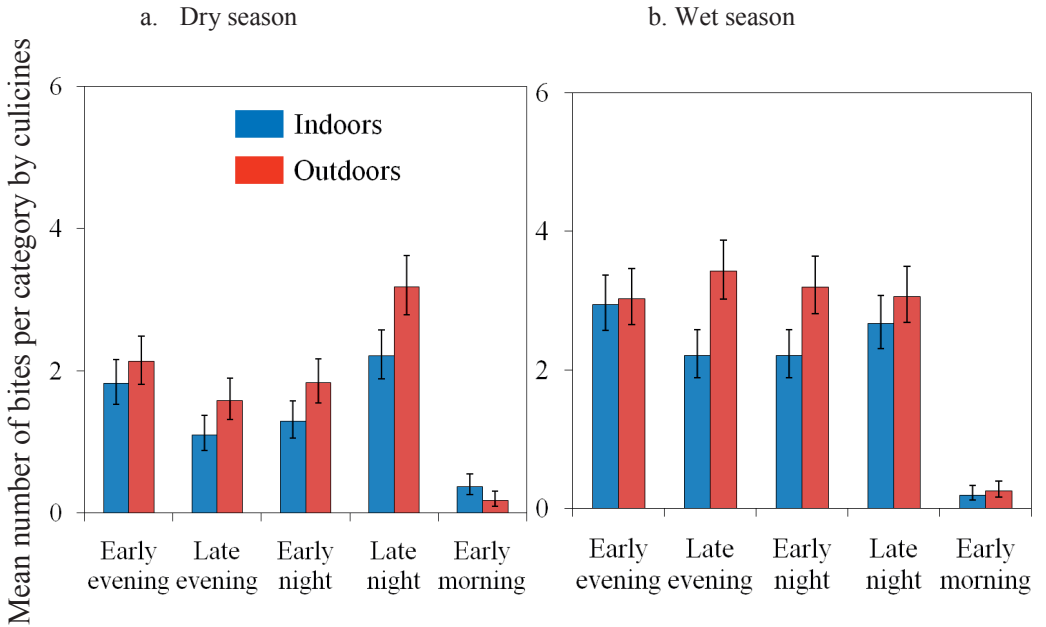 a. Dry season
b. Wet season
Mean number of bites per category by culicines
6
4
2
0
Indoors
Outdoors
Early
evening
Late
evening
Early
night
Late
night
Early
morning
6
4
2
0
Early
evening
Late
evening
Early
night
Late
night
Early
morning